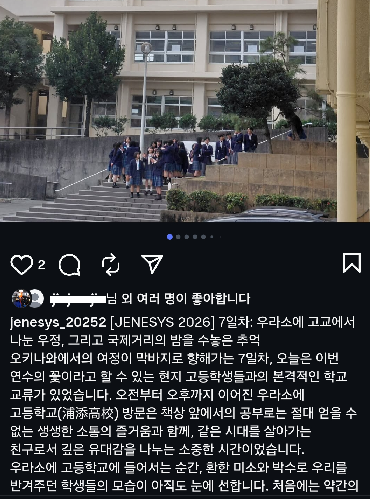 2
님 외 여러 명이 좋아합니다
jenesys_20252 [JENESYS 2026] 7일차: 우라소에 고교에서
나눈 우정, 그리고 국제거리의 밤을 수놓은 추억
오키나와에서의 여정이 막바지로 향해가는 7일차, 오늘은 이번
연수의 꽃이라고 할 수 있는 현지 고등학생들과의 본격적인 학교
교류가 있었습니다. 오전부터 오후까지 이어진 우라소에
고등학교(浦添高校) 방문은 책상 앞에서의 공부로는 절대 얻을 수
없는 생생한 소통의 즐거움과 함께, 같은 시대를 살아가는
친구로서 깊은 유대감을 나누는 소중한 시간이었습니다.
우라소에 고등학교에 들어서는 순간, 환한 미소와 박수로 우리를
반겨주던 학생들의 모습이 아직도 눈에 선합니다. 처음에는 약간의